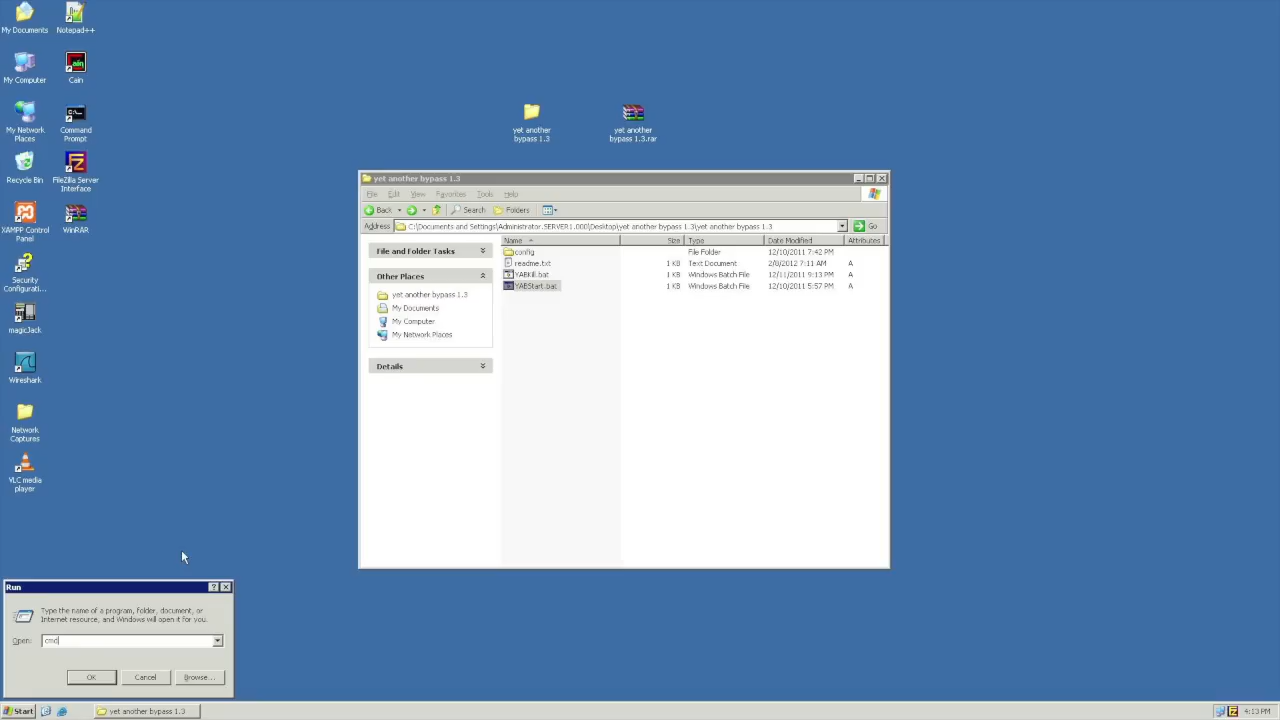 My Documents
Notepad++
My Computer
Cain
My Network
Places
Command
Prompt
Recycle Bin
FileZilla Server
Interface
XAMPP Control
Panel
WinRAR
Security
Configurati...
magicJack
Wireshark
Network
Captures
VLC media
player
yet another
bypass 1.3
yet another
bypass 1.3.rar
yet another bypass 1.3
File Edit View Favorites Tools Help
Back Search Folders
Address C:\Documents and Settings\Administrator.SERVER1.000\Desktop\yet another bypass 1.3\yet another bypass 1.3 Go
File and Folder Tasks
Other Places
yet another bypass 1.3
My Documents
My Computer
My Network Places
Details
Name Size Type Date Modified Attributes
config File Folder 12/10/2011 7:42 PM
readme.txt 1 KB Text Document 2/8/2012 7:11 AM A
YABKill.bat 1 KB Windows Batch File 12/11/2011 9:13 PM A
YABStart.bat 1 KB Windows Batch File 12/10/2011 5:57 PM A
Run
Type the name of a program, folder, document, or
Internet resource, and Windows will open it for you.
Open: cmd
OK Cancel Browse...
Start yet another bypass 1.3 4:13 PM